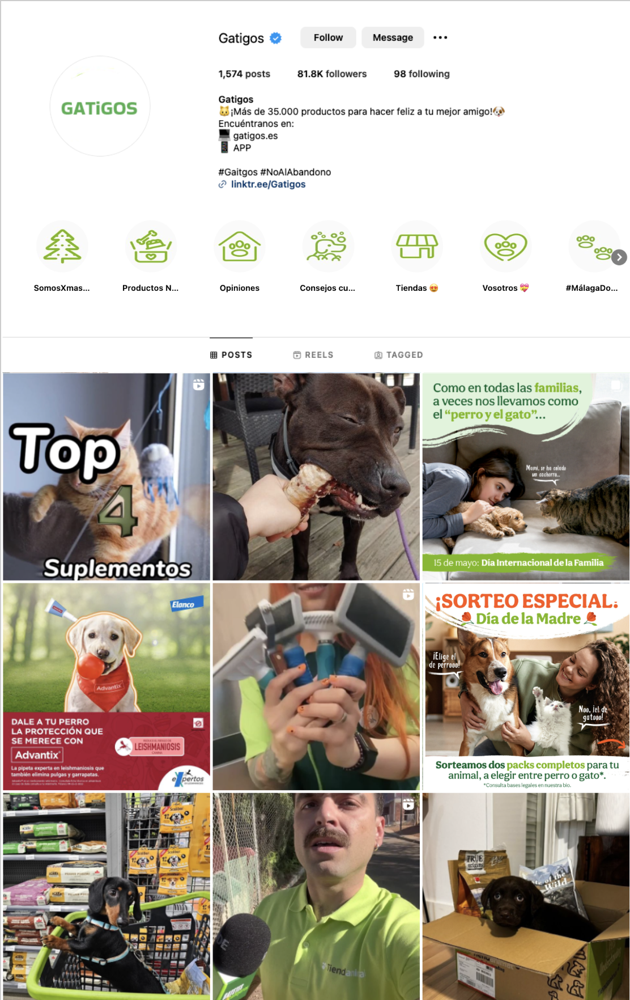 Gatigos
Follow
Message
1,574 posts
81.8K followers
98 following
GATiGOS
Gatigos
🐱¡Más de 35.000 productos para hacer feliz a tu mejor amigo!🐶
Encuéntranos en:
💻 gatigos.es
📱 APP
#Gaitgos #NoAlAbandono
linktr.ee/Gatigos
SomosXmas...
Productos N...
Opiniones
Consejos cu...
Tiendas 😍
Vosotros 💝
#MálagaDo...
POSTS
REELS
TAGGED
Top
4
Suplementos
Como en todas las familias,
a veces nos llevamos como
el “perro y el gato”...
Mami, se ha colado
un cachorro...
15 de mayo: Día Internacional de la Familia
Elanco
Advantix
DALE A TU PERRO
LA PROTECCIÓN QUE
SE MERECE CON
Advantix®
LEISHMANIOSIS
CANINA
La pipeta experta en leishmaniosis que
también elimina pulgas y garrapatas.
expertos
¡SORTEO ESPECIAL:
Día de la Madre
¡Elige el
de perrooo!
Noo, ¡el de
gatooo!
Sorteamos dos packs completos para tu
animal, a elegir entre perro o gato*.
*Consulta bases legales en nuestra bio.
Scalibor
12
Scalibor
Scalibor
12
12
Tiendanimal
TRUE
origins
of the
Wild